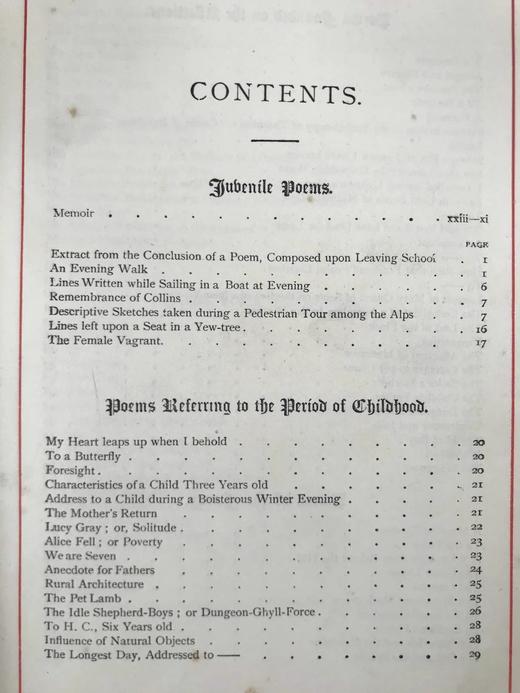 CONTENTS.
Juvenile Poems.
Memoir . . . . . . . . . . . . . xxiii—xi
PAGE
Extract from the Conclusion of a Poem, Composed upon Leaving School . 1
An Evening Walk . . . . . . . . . . . 1
Lines Written while Sailing in a Boat at Evening . . . . . 6
Remembrance of Collins . . . . . . . . . 7
Descriptive Sketches taken during a Pedestrian Tour among the Alps . . 7
Lines left upon a Seat in a Yew-tree . . . . . . . . 16
The Female Vagrant. . . . . . . . . . . 17
Poems Referring to the Period of Childhood.
My Heart leaps up when I behold . . . . . . . . 20
To a Butterfly . . . . . . . . . . . . 20
Foresight . . . . . . . . . . . . . 20
Characteristics of a Child Three Years old . . . . . . 21
Address to a Child during a Boisterous Winter Evening . . . . 21
The Mother's Return . . . . . . . . . . 21
Lucy Gray ; or, Solitude . . . . . . . . . . 22
Alice Fell ; or Poverty . . . . . . . . . . 23
We are Seven . . . . . . . . . . . . 23
Anecdote for Fathers . . . . . . . . . . 24
Rural Architecture . . . . . . . . . . . 25
The Pet Lamb . . . . . . . . . . . . 25
The Idle Shepherd-Boys ; or Dungeon-Ghyll-Force . . . . . 26
To H. C., Six Years old . . . . . . . . . . 28
Influence of Natural Objects . . . . . . . . . 28
The Longest Day, Addressed to —— . . . . . . . 29